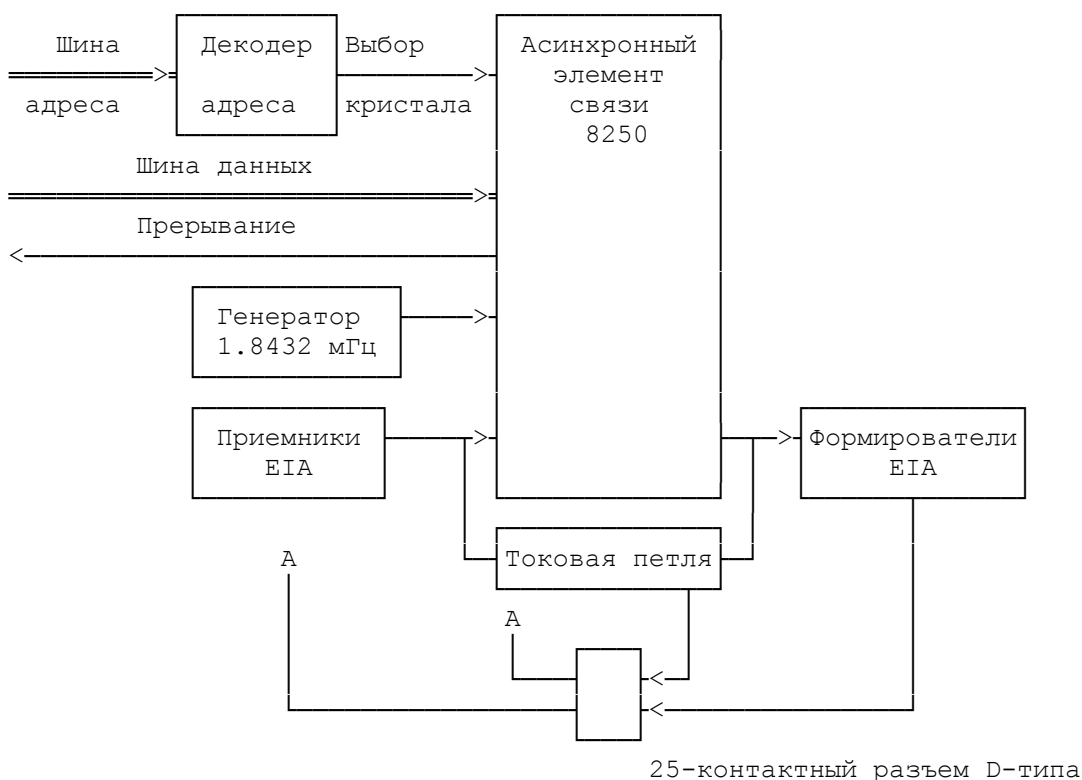 Шина
адреса
Декодер
адреса
Выбор
кристала
Асинхронный
элемент
связи
8250
Шина данных
Прерывание
Генератор
1.8432 мГц
Приемники
EIA
Формирователи
EIA
Токовая петля
А
А
25-контактный разъем D-типа